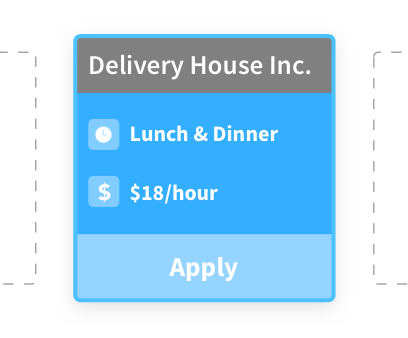 Delivery House Inc.
Lunch & Dinner
$
$18/hour
Apply